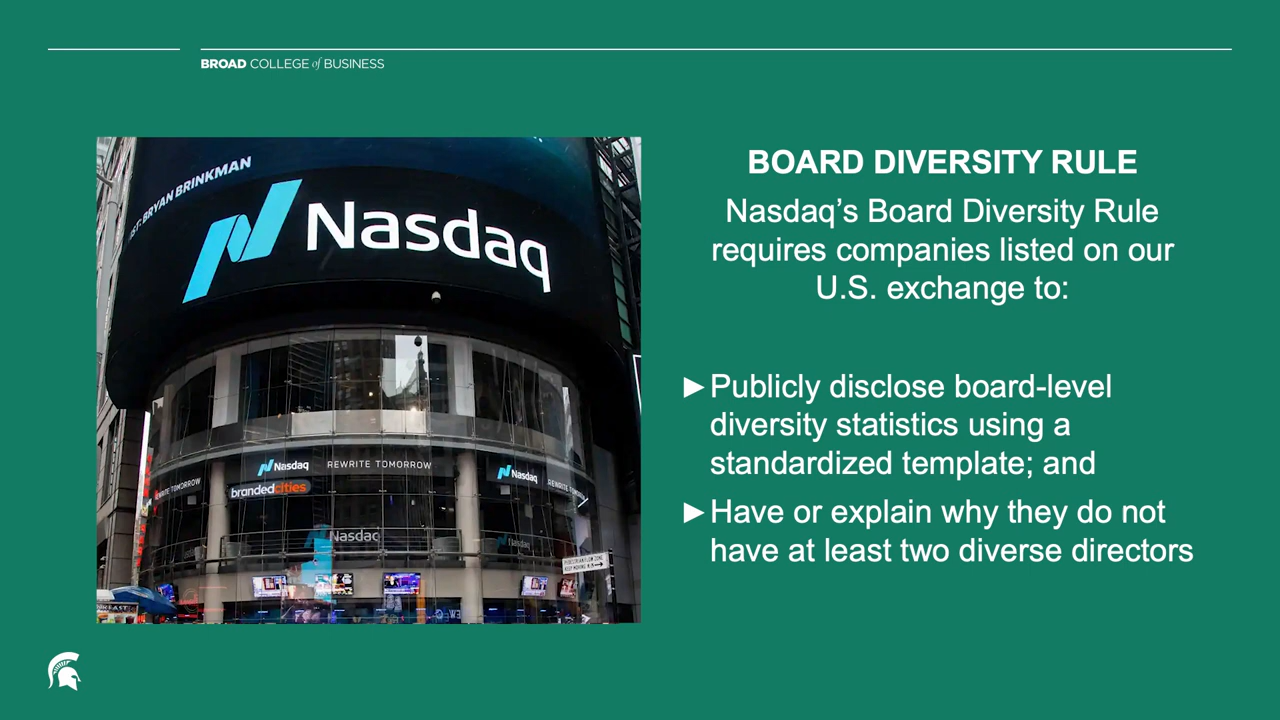 BROAD COLLEGE of BUSINESS
BRYAN BRINKMAN
Nasdaq
BOARD DIVERSITY RULE
Nasdaq’s Board Diversity Rule
requires companies listed on our
U.S. exchange to:
►Publicly disclose board-level
diversity statistics using a
standardized template; and
►Have or explain why they do not
have at least two diverse directors
Nasdaq REWRITE TOMORROW
Nasdaq
REWRITE TOMORROW
brandedcities
Nasdaq